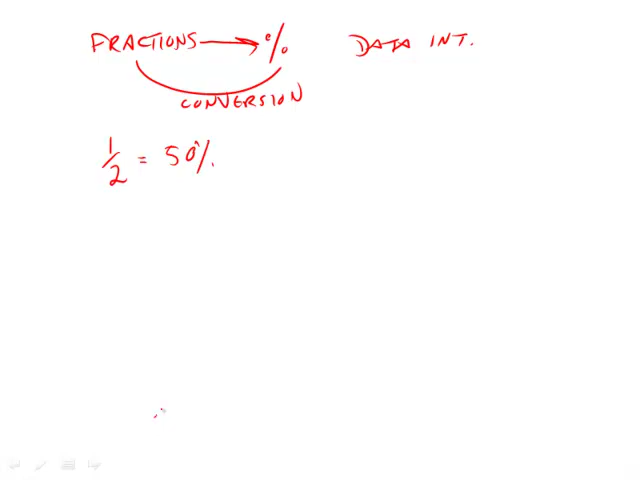 FRACTIONS → % DATA INT.
CONVERSION
1/2 = 50%